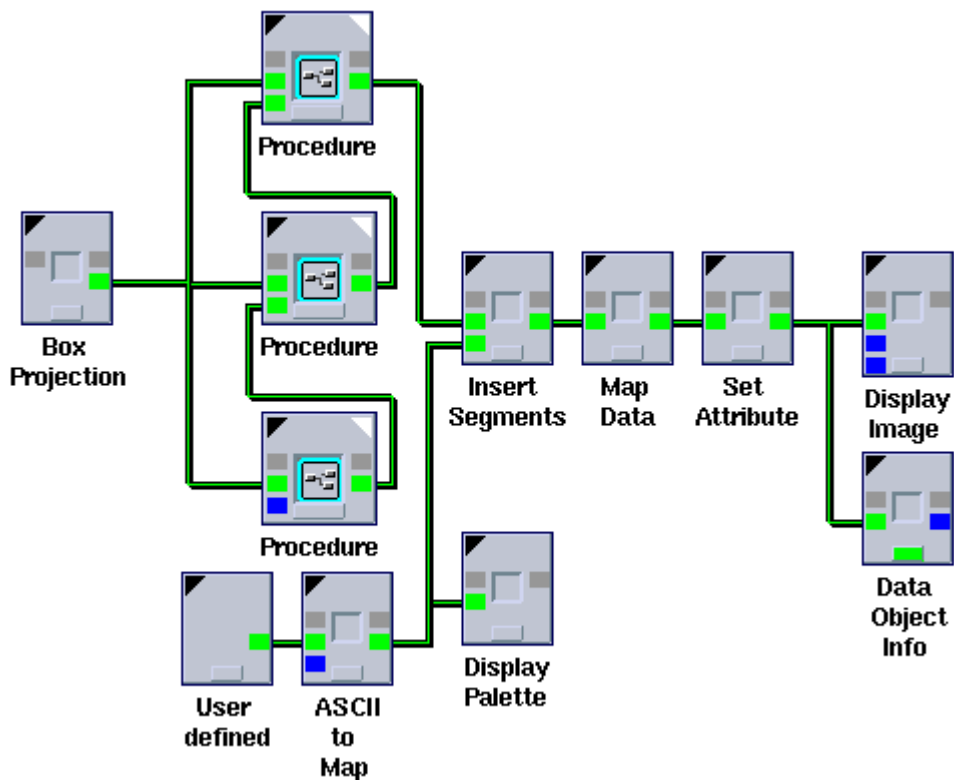 Procedure
Box
Projection
Procedure
Procedure
Insert
Segments
Map
Data
Set
Attribute
Display
Image
Data
Object
Info
User
defined
ASCII
to
Map
Display
Palette